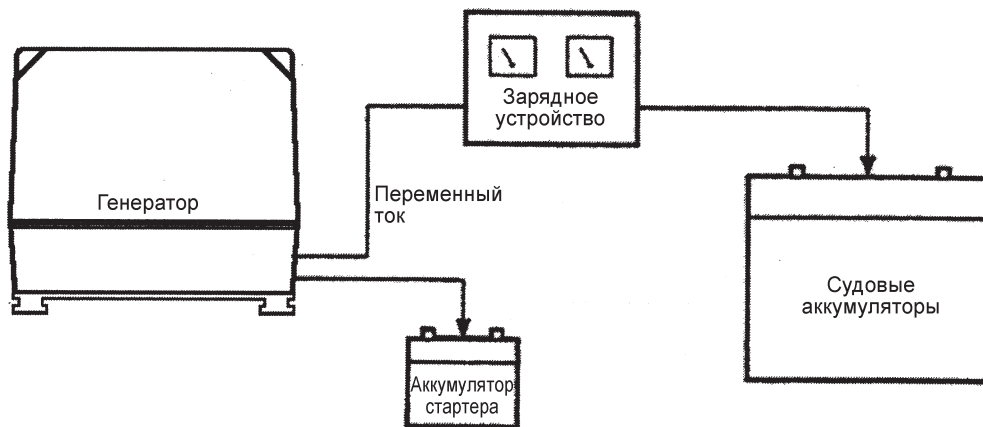 Зарядное
устройство
Генератор
Переменный
ток
Судовые
аккумуляторы
Аккумулятор
стартера